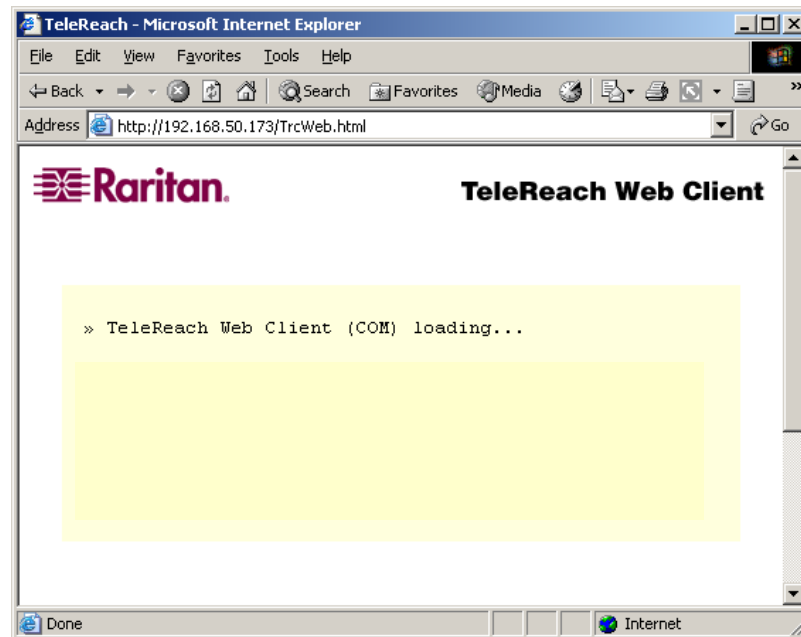 TeleReach - Microsoft Internet Explorer
File Edit View Favorites Tools Help
Back Search Favorites Media »
Address http://192.168.50.173/TrcWeb.html Go
Raritan. TeleReach Web Client
» TeleReach Web Client (COM) loading...
Done Internet